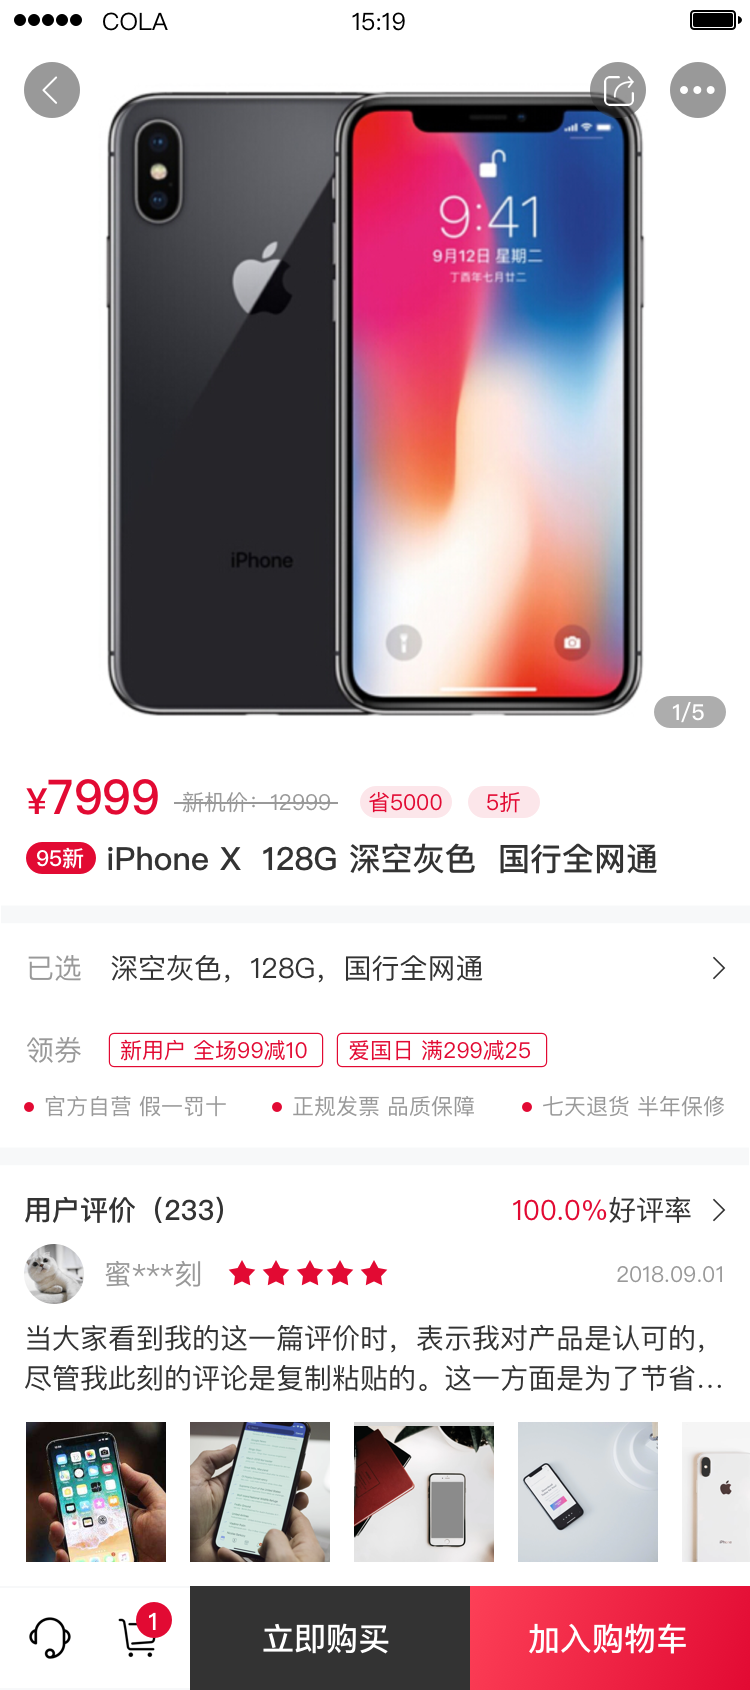 COLA 15:19
9:41
9月12日 星期二
丁酉年七月廿二
iPhone
1/5
¥7999 新机价：12999 省5000 5折
95新 iPhone X 128G 深空灰色 国行全网通
已选 深空灰色，128G，国行全网通
领券 新用户 全场99减10 爱国日 满299减25
官方自营 假一罚十 正规发票 品质保障 七天退货 半年保修
用户评价（233） 100.0%好评率
蜜***刻 2018.09.01
当大家看到我的这一篇评价时，表示我对产品是认可的，
尽管我此刻的评论是复制粘贴的。这一方面是为了节省...
1
立即购买 加入购物车